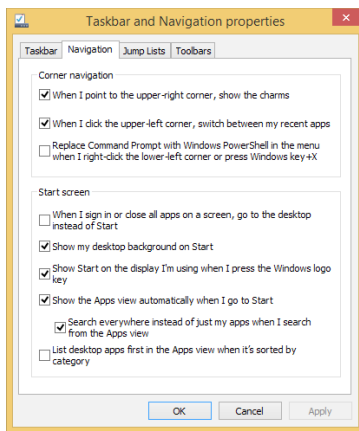 Taskbar and Navigation properties
Taskbar Navigation Jump Lists Toolbars
Corner navigation
When I point to the upper-right corner, show the charms
When I click the upper-left corner, switch between my recent apps
Replace Command Prompt with Windows PowerShell in the menu
when I right-click the lower-left corner or press Windows key+X
Start screen
When I sign in or close all apps on a screen, go to the desktop
instead of Start
Show my desktop background on Start
Show Start on the display I'm using when I press the Windows logo
key
Show the Apps view automatically when I go to Start
Search everywhere instead of just my apps when I search
from the Apps view
List desktop apps first in the Apps view when it's sorted by
category
OK Cancel Apply